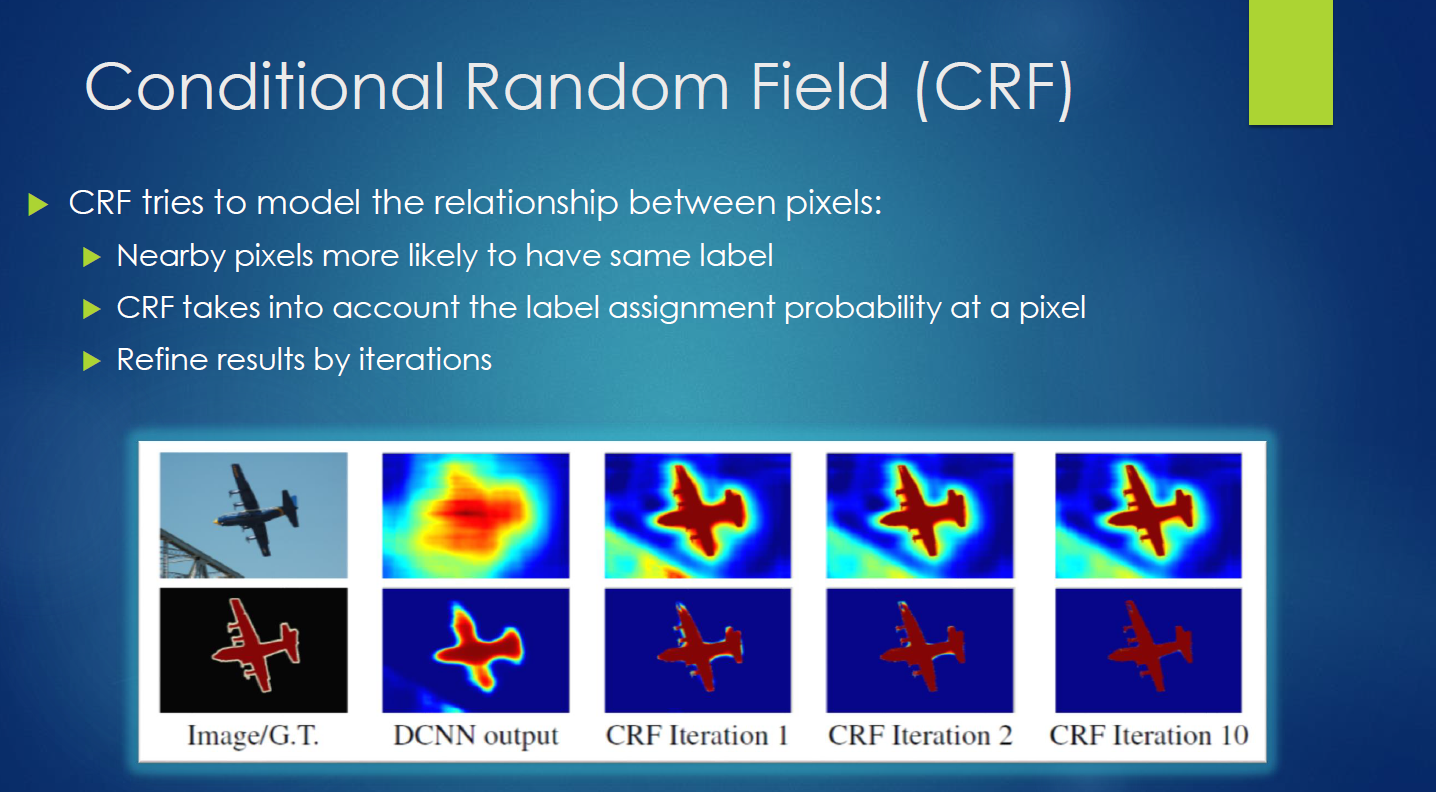 Conditional Random Field (CRF)
CRF tries to model the relationship between pixels:
Nearby pixels more likely to have same label
CRF takes into account the label assignment probability at a pixel
Refine results by iterations
Image/G.T.
DCNN output
CRF Iteration 1
CRF Iteration 2
CRF Iteration 10